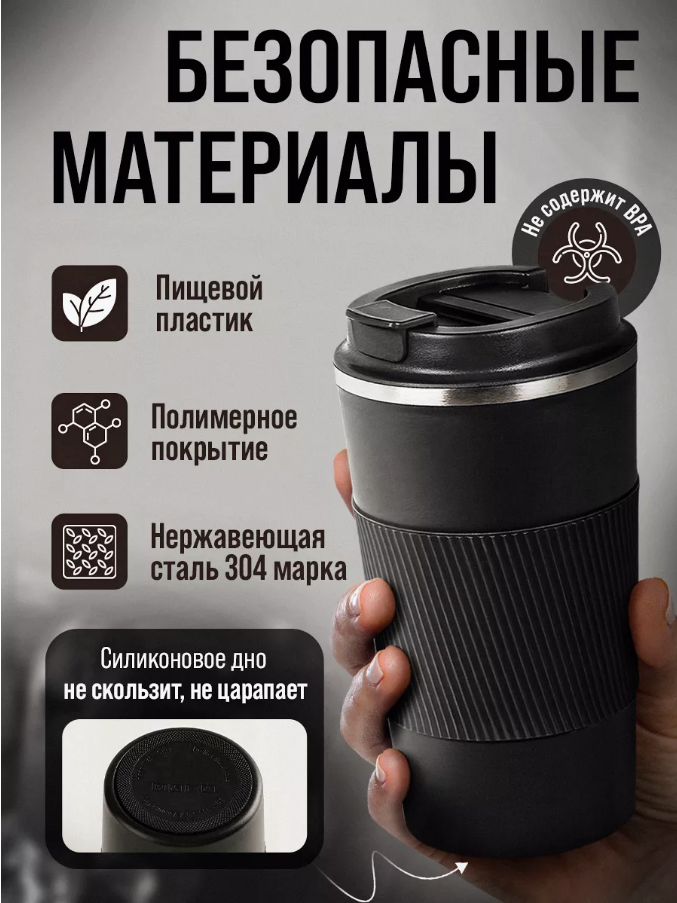 БЕЗОПАСНЫЕ
МАТЕРИАЛЫ
Не содержит BPA
Пищевой
пластик
Полимерное
покрытие
Нержавеющая
сталь 304 марка
Силиконовое дно
не скользит, не царапает